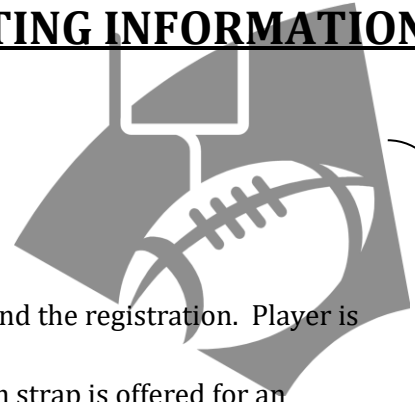 TING INFORMATION
nd the registration.  Player is
n strap is offered for an